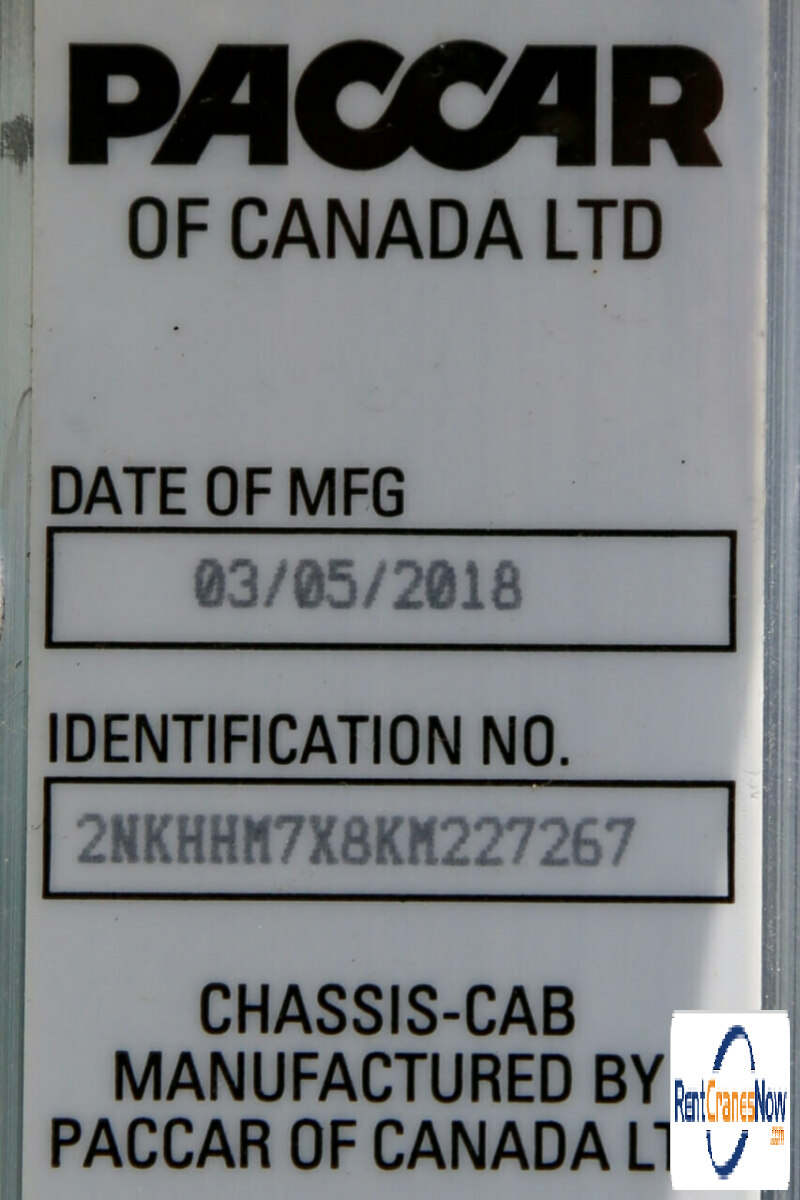 PACCAR
OF CANADA LTD
DATE OF MFG
03/05/2018
IDENTIFICATION NO.
2NKHHM7X8KM227267
CHASSIS-CAB
MANUFACTURED BY
PACCAR OF CANADA LT
RentCranesNow
.com